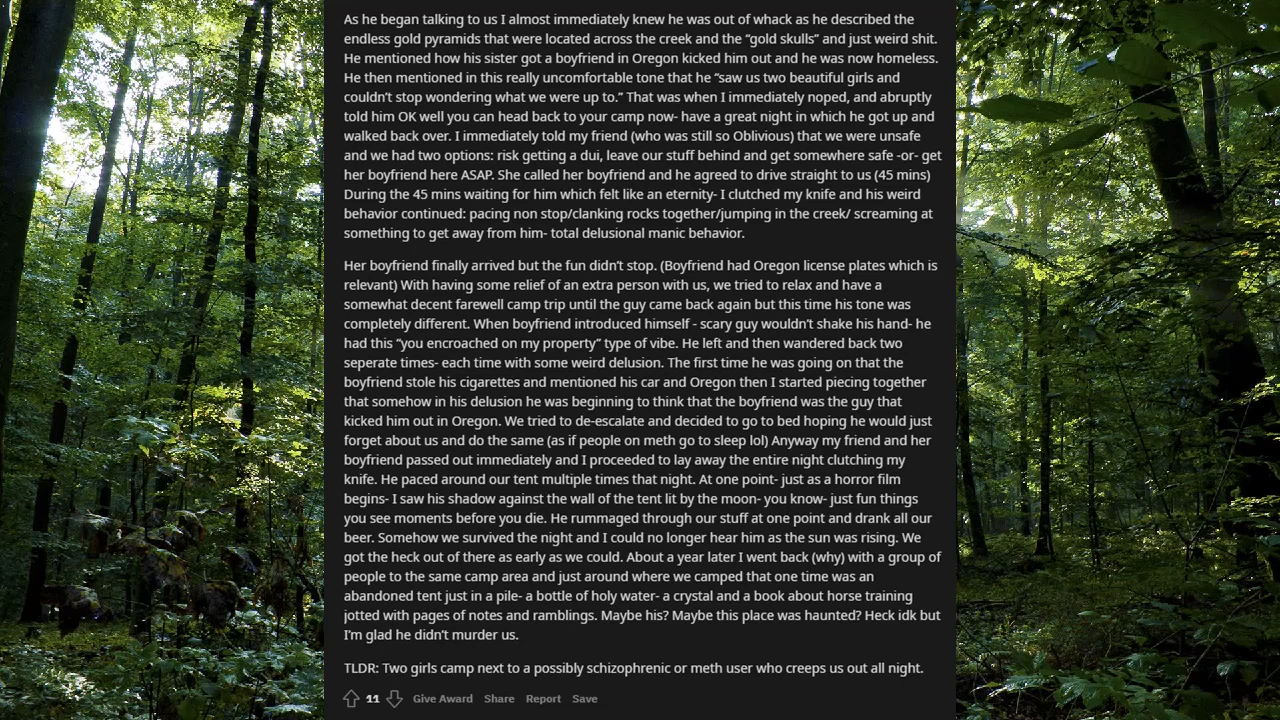 As he began talking to us I almost immediately knew he was out of whack as he described the
endless gold pyramids that were located across the creek and the “gold skulls” and just weird shit.
He mentioned how his sister got a boyfriend in Oregon kicked him out and he was now homeless.
He then mentioned in this really uncomfortable tone that he “saw us two beautiful girls and
couldn’t stop wondering what we were up to.” That was when I immediately noped, and abruptly
told him OK well you can head back to your camp now- have a great night in which he got up and
walked back over. I immediately told my friend (who was still so Oblivious) that we were unsafe
and we had two options: risk getting a dui, leave our stuff behind and get somewhere safe -or- get
her boyfriend here ASAP. She called her boyfriend and he agreed to drive straight to us (45 mins)
During the 45 mins waiting for him which felt like an eternity- I clutched my knife and his weird
behavior continued: pacing non stop/clanking rocks together/jumping in the creek/ screaming at
something to get away from him- total delusional manic behavior.
Her boyfriend finally arrived but the fun didn’t stop. (Boyfriend had Oregon license plates which is
relevant) With having some relief of an extra person with us, we tried to relax and have a
somewhat decent farewell camp trip until the guy came back again but this time his tone was
completely different. When boyfriend introduced himself - scary guy wouldn’t shake his hand- he
had this “you encroached on my property” type of vibe. He left and then wandered back two
seperate times- each time with some weird delusion. The first time he was going on that the
boyfriend stole his cigarettes and mentioned his car and Oregon then I started piecing together
that somehow in his delusion he was beginning to think that the boyfriend was the guy that
kicked him out in Oregon. We tried to de-escalate and decided to go to bed hoping he would just
forget about us and do the same (as if people on meth go to sleep lol) Anyway my friend and her
boyfriend passed out immediately and I proceeded to lay away the entire night clutching my
knife. He paced around our tent multiple times that night. At one point- just as a horror film
begins- I saw his shadow against the wall of the tent lit by the moon- you know- just fun things
you see moments before you die. He rummaged through our stuff at one point and drank all our
beer. Somehow we survived the night and I could no longer hear him as the sun was rising. We
got the heck out of there as early as we could. About a year later I went back (why) with a group of
people to the same camp area and just around where we camped that one time was an
abandoned tent just in a pile- a bottle of holy water- a crystal and a book about horse training
jotted with pages of notes and ramblings. Maybe his? Maybe this place was haunted? Heck idk but
I’m glad he didn’t murder us.
TLDR: Two girls camp next to a possibly schizophrenic or meth user who creeps us out all night.
11 Give Award Share Report Save